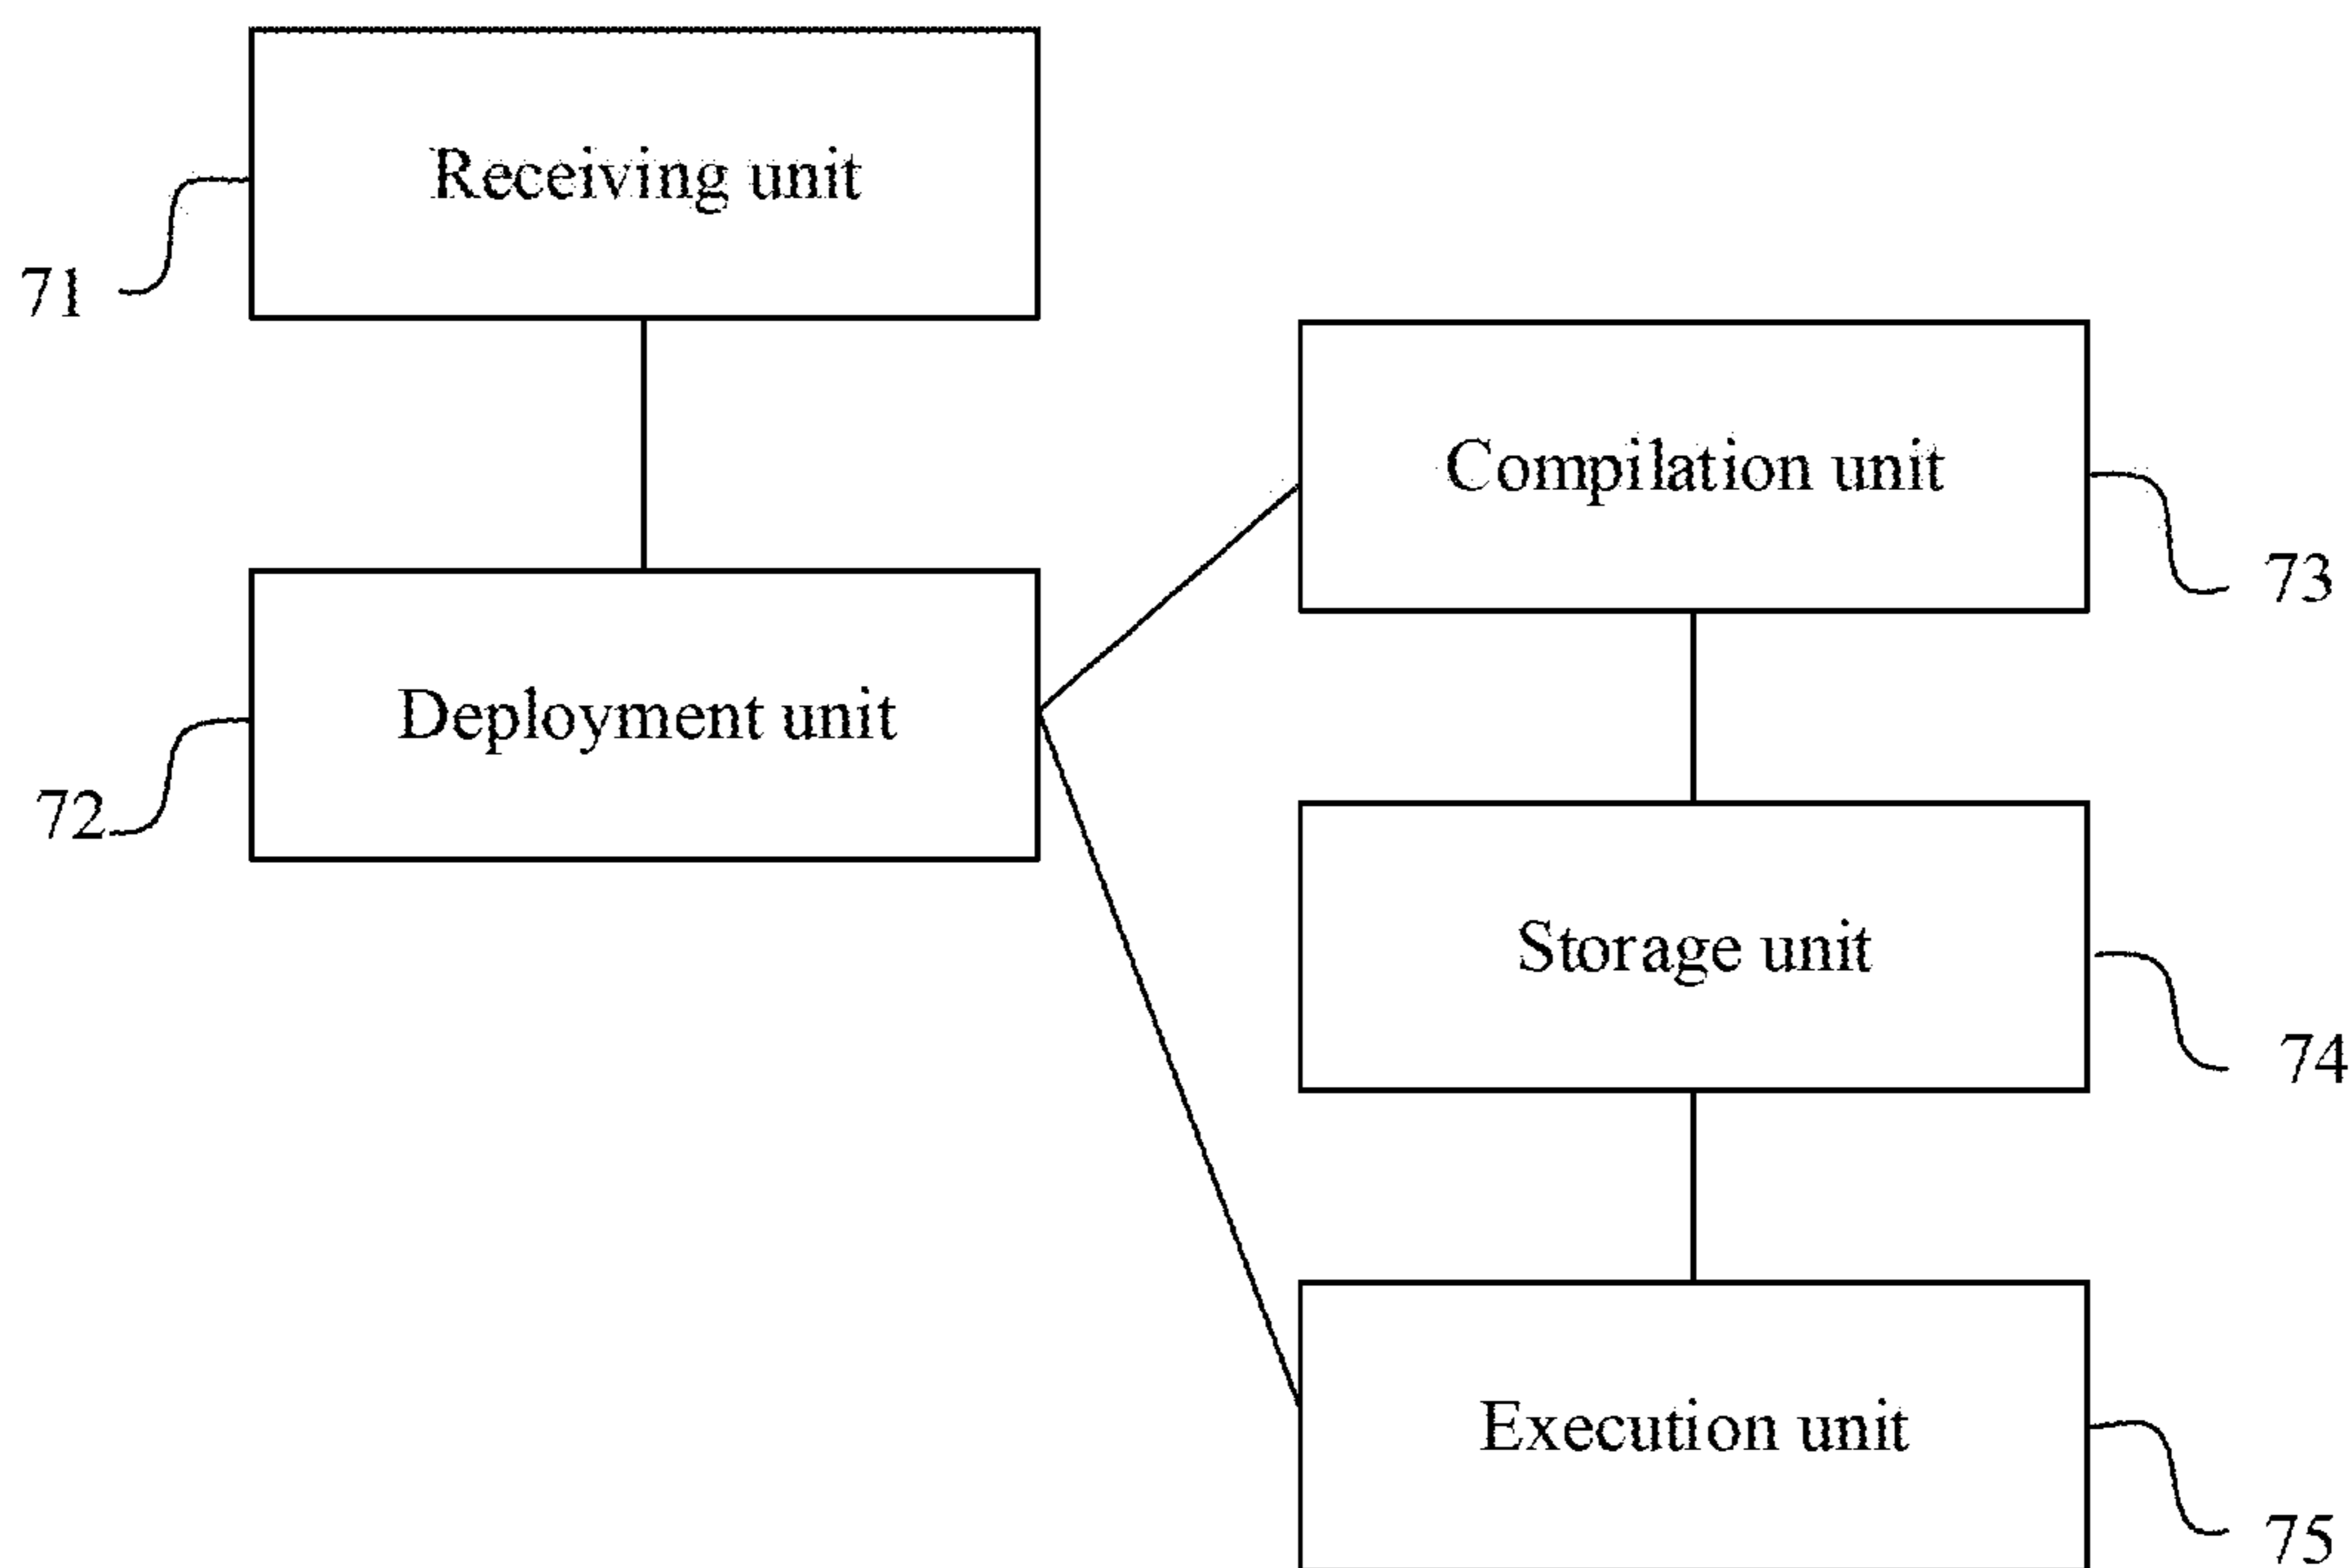 Receiving unit
71
Compilation unit
73
Deployment unit
72
Storage unit
74
Execution unit
75